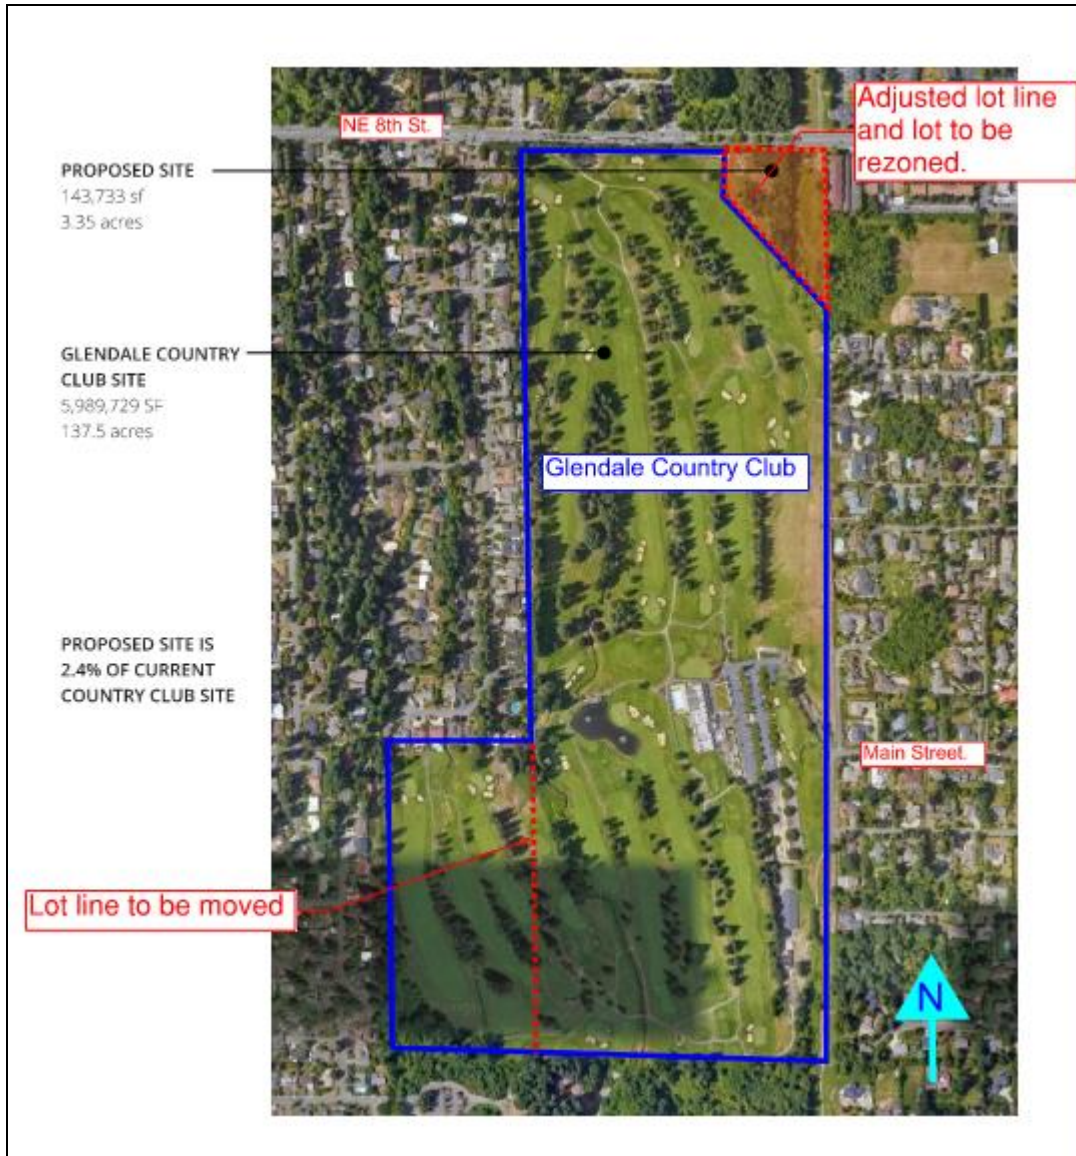 NE 8th St.
Adjusted lot line
and lot to be
rezoned.
PROPOSED SITE
143,733 sf
3.35 acres
GLENDALE COUNTRY
CLUB SITE
5,989,729 SF
137.5 acres
Glendale Country Club
PROPOSED SITE IS
2.4% OF CURRENT
COUNTRY CLUB SITE
Main Street.
Lot line to be moved
N